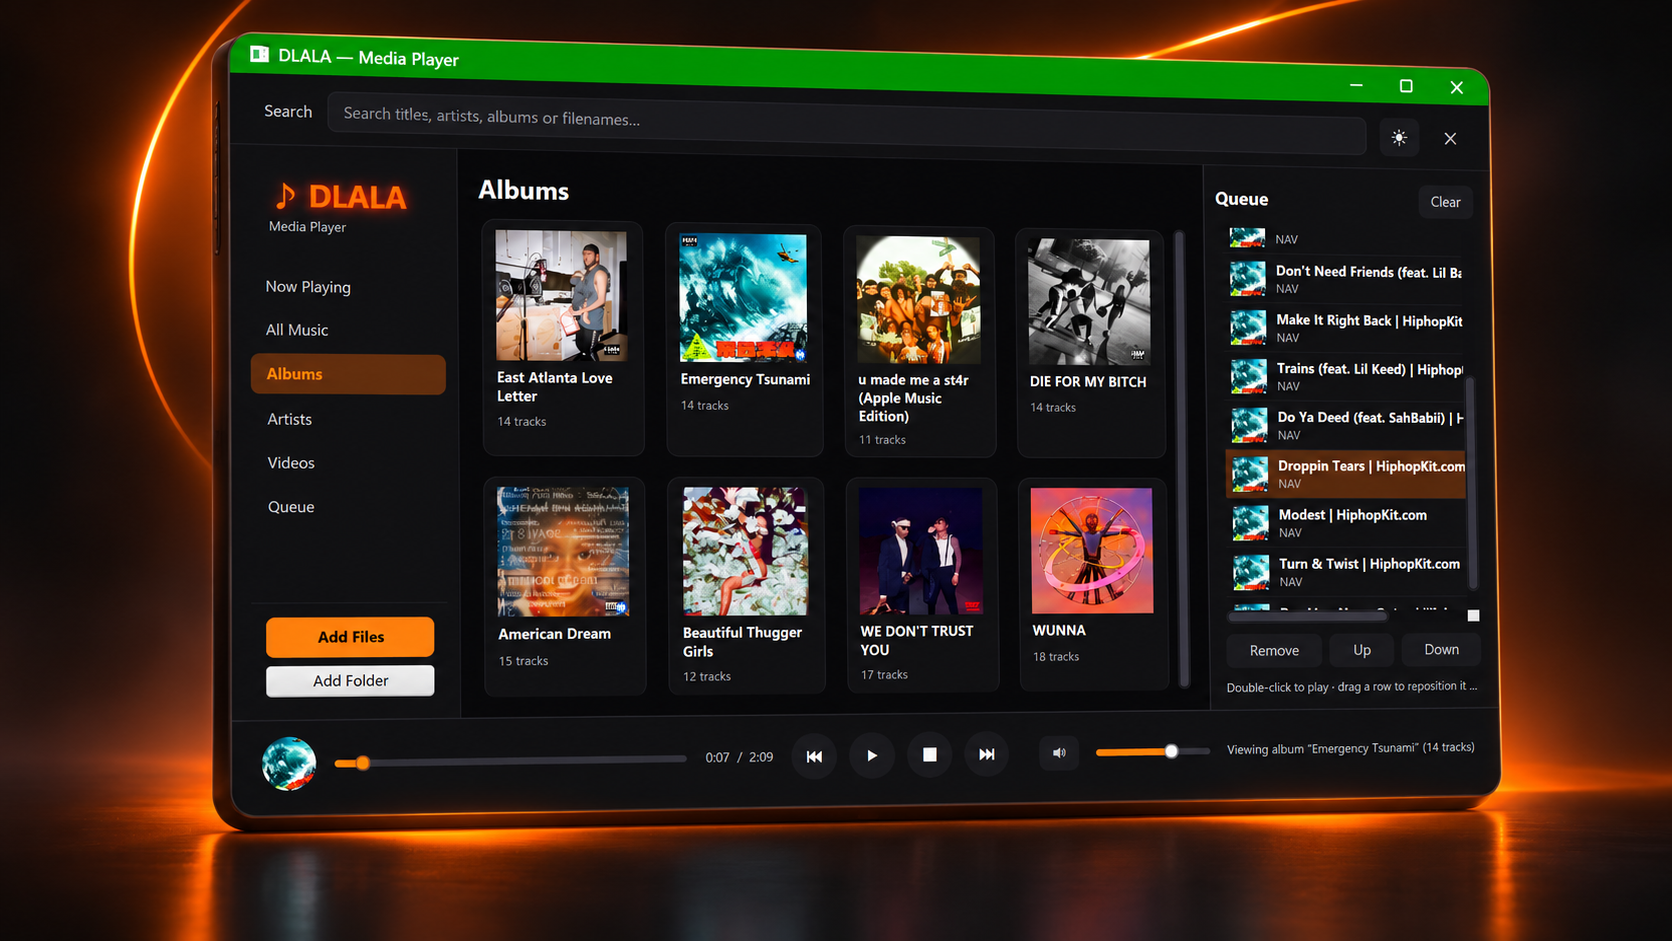 DLALA — Media Player
Search
Search titles, artists, albums or filenames...
♪ DLALA
Media Player
Now Playing
All Music
Albums
Artists
Videos
Queue
Add Files
Add Folder
Albums
East Atlanta Love
Letter
14 tracks
Emergency Tsunami
14 tracks
u made me a st4r
(Apple Music
Edition)
11 tracks
DIE FOR MY BITCH
14 tracks
American Dream
15 tracks
Beautiful Thugger
Girls
12 tracks
WE DON'T TRUST
YOU
17 tracks
WUNNA
18 tracks
Queue
Clear
NAV
Don't Need Friends (feat. Lil Ba
NAV
Make It Right Back | HiphopKit
NAV
Trains (feat. Lil Keed) | Hiphop
NAV
Do Ya Deed (feat. SahBabii) | H
NAV
Droppin Tears | HiphopKit.com
NAV
Modest | HiphopKit.com
NAV
Turn & Twist | HiphopKit.com
NAV
Remove
Up
Down
Double-click to play · drag a row to reposition it ...
0:07 / 2:09
Viewing album "Emergency Tsunami" (14 tracks)